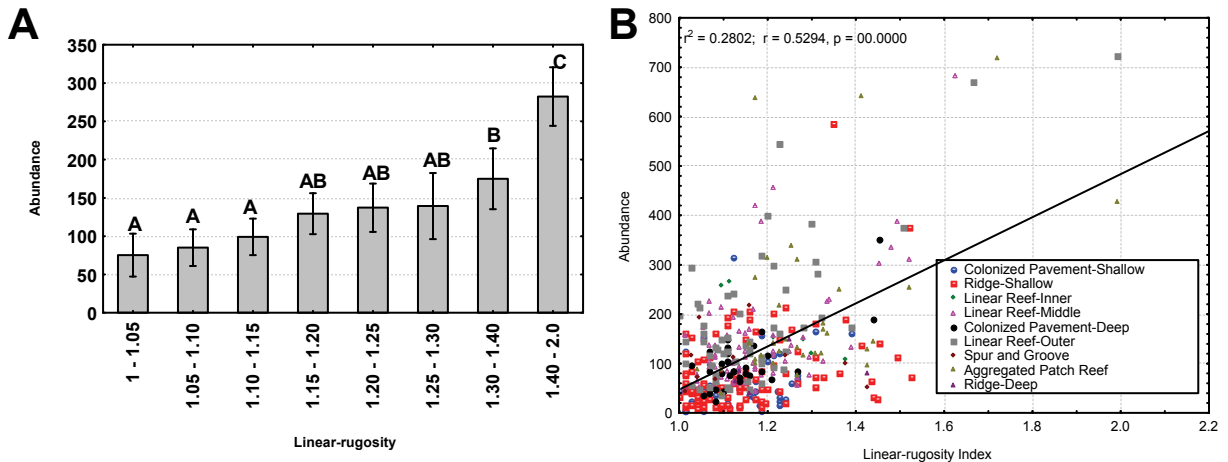 A
350
300
250
200
150
100
50
0
Abundance
A
A
A
AB
AB
AB
B
C
1 - 1.05
1.05 - 1.10
1.10 - 1.15
1.15 - 1.20
1.20 - 1.25
1.25 - 1.30
1.30 - 1.40
1.40 - 2.0
Linear-rugosity
B
r² = 0.2802; r = 0.5294, p = 00.0000
800
700
600
500
400
300
200
100
0
Abundance
Colonized Pavement-Shallow
Ridge-Shallow
Linear Reef-Inner
Linear Reef-Middle
Colonized Pavement-Deep
Linear Reef-Outer
Spur and Groove
Aggregated Patch Reef
Ridge-Deep
1.0 1.2 1.4 1.6 1.8 2.0 2.2
Linear-rugosity Index